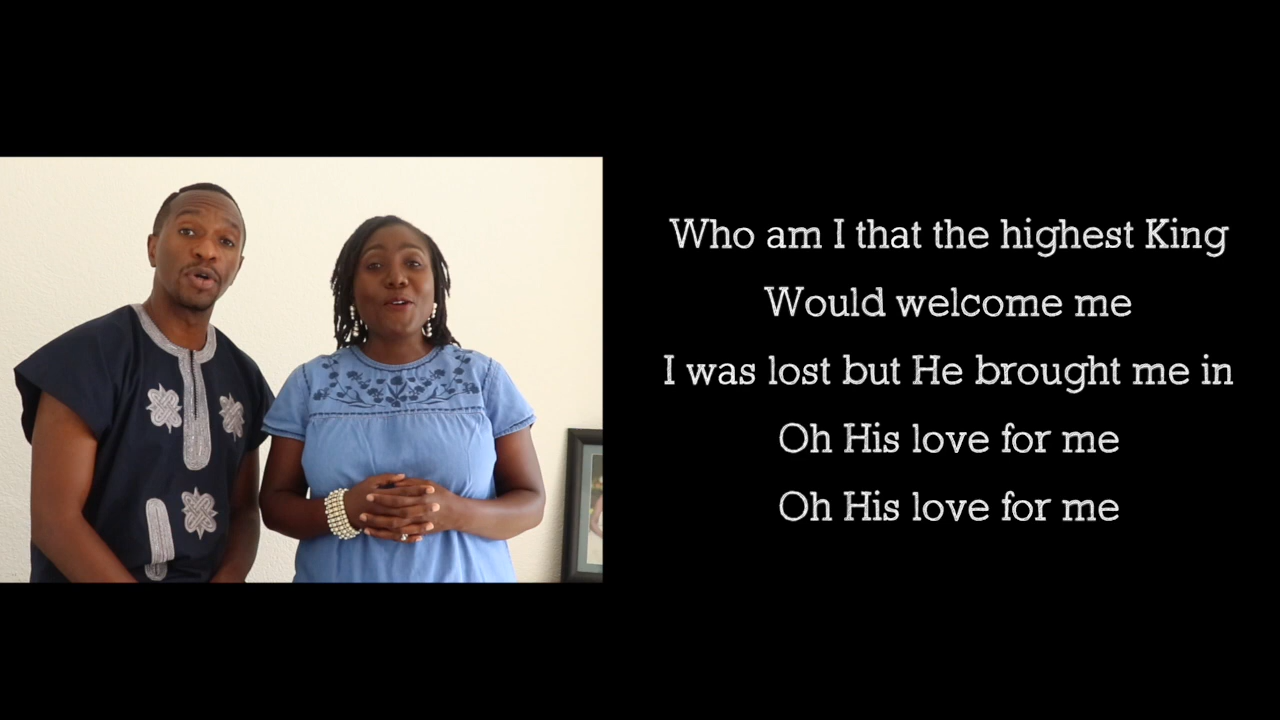 Who am I that the highest King
Would welcome me
I was lost but He brought me in
Oh His love for me
Oh His love for me